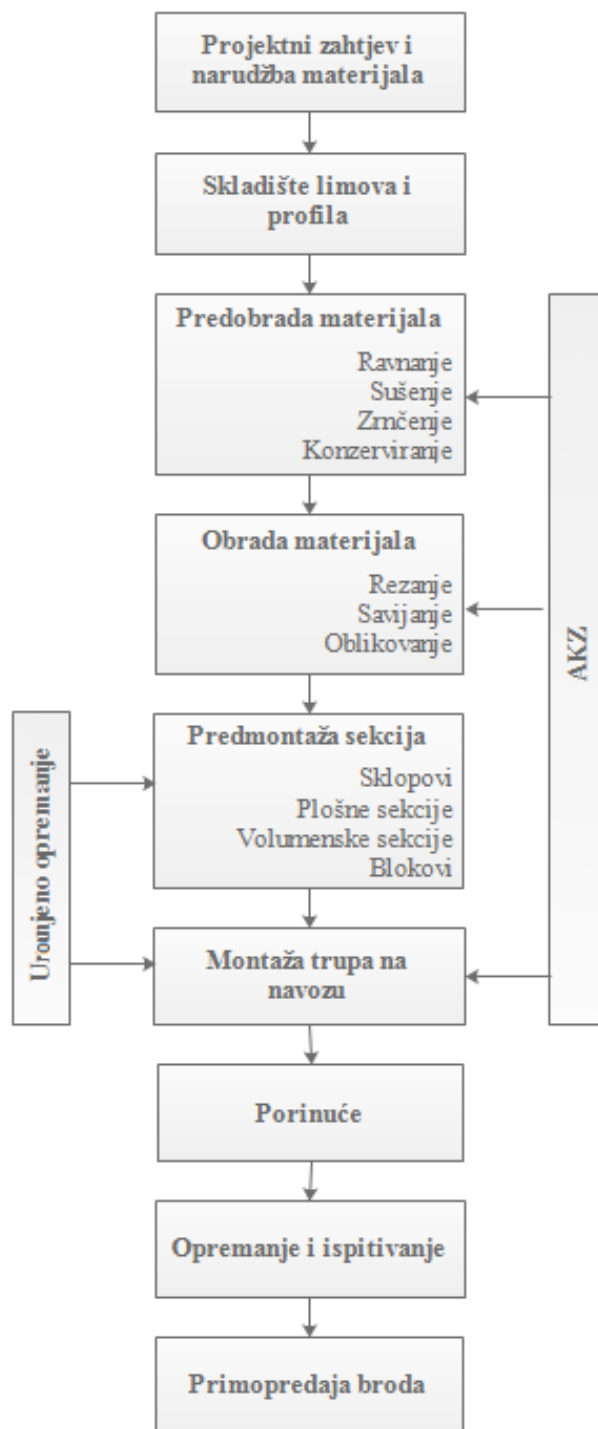 Projektni zahtjev i
narudžba materijala
Skladište limova i
profila
Predobrada materijala
Ravnanje
Sušenje
Zrnčenje
Konzerviranje
Obrada materijala
Rezanje
Savijanje
Oblikovanje
AKZ
Predmontaža sekcija
Sklopovi
Plošne sekcije
Volumenske sekcije
Blokovi
Uronjeno opremanje
Montaža trupa na
navozu
Porinuće
Opremanje i ispitivanje
Primopredaja broda